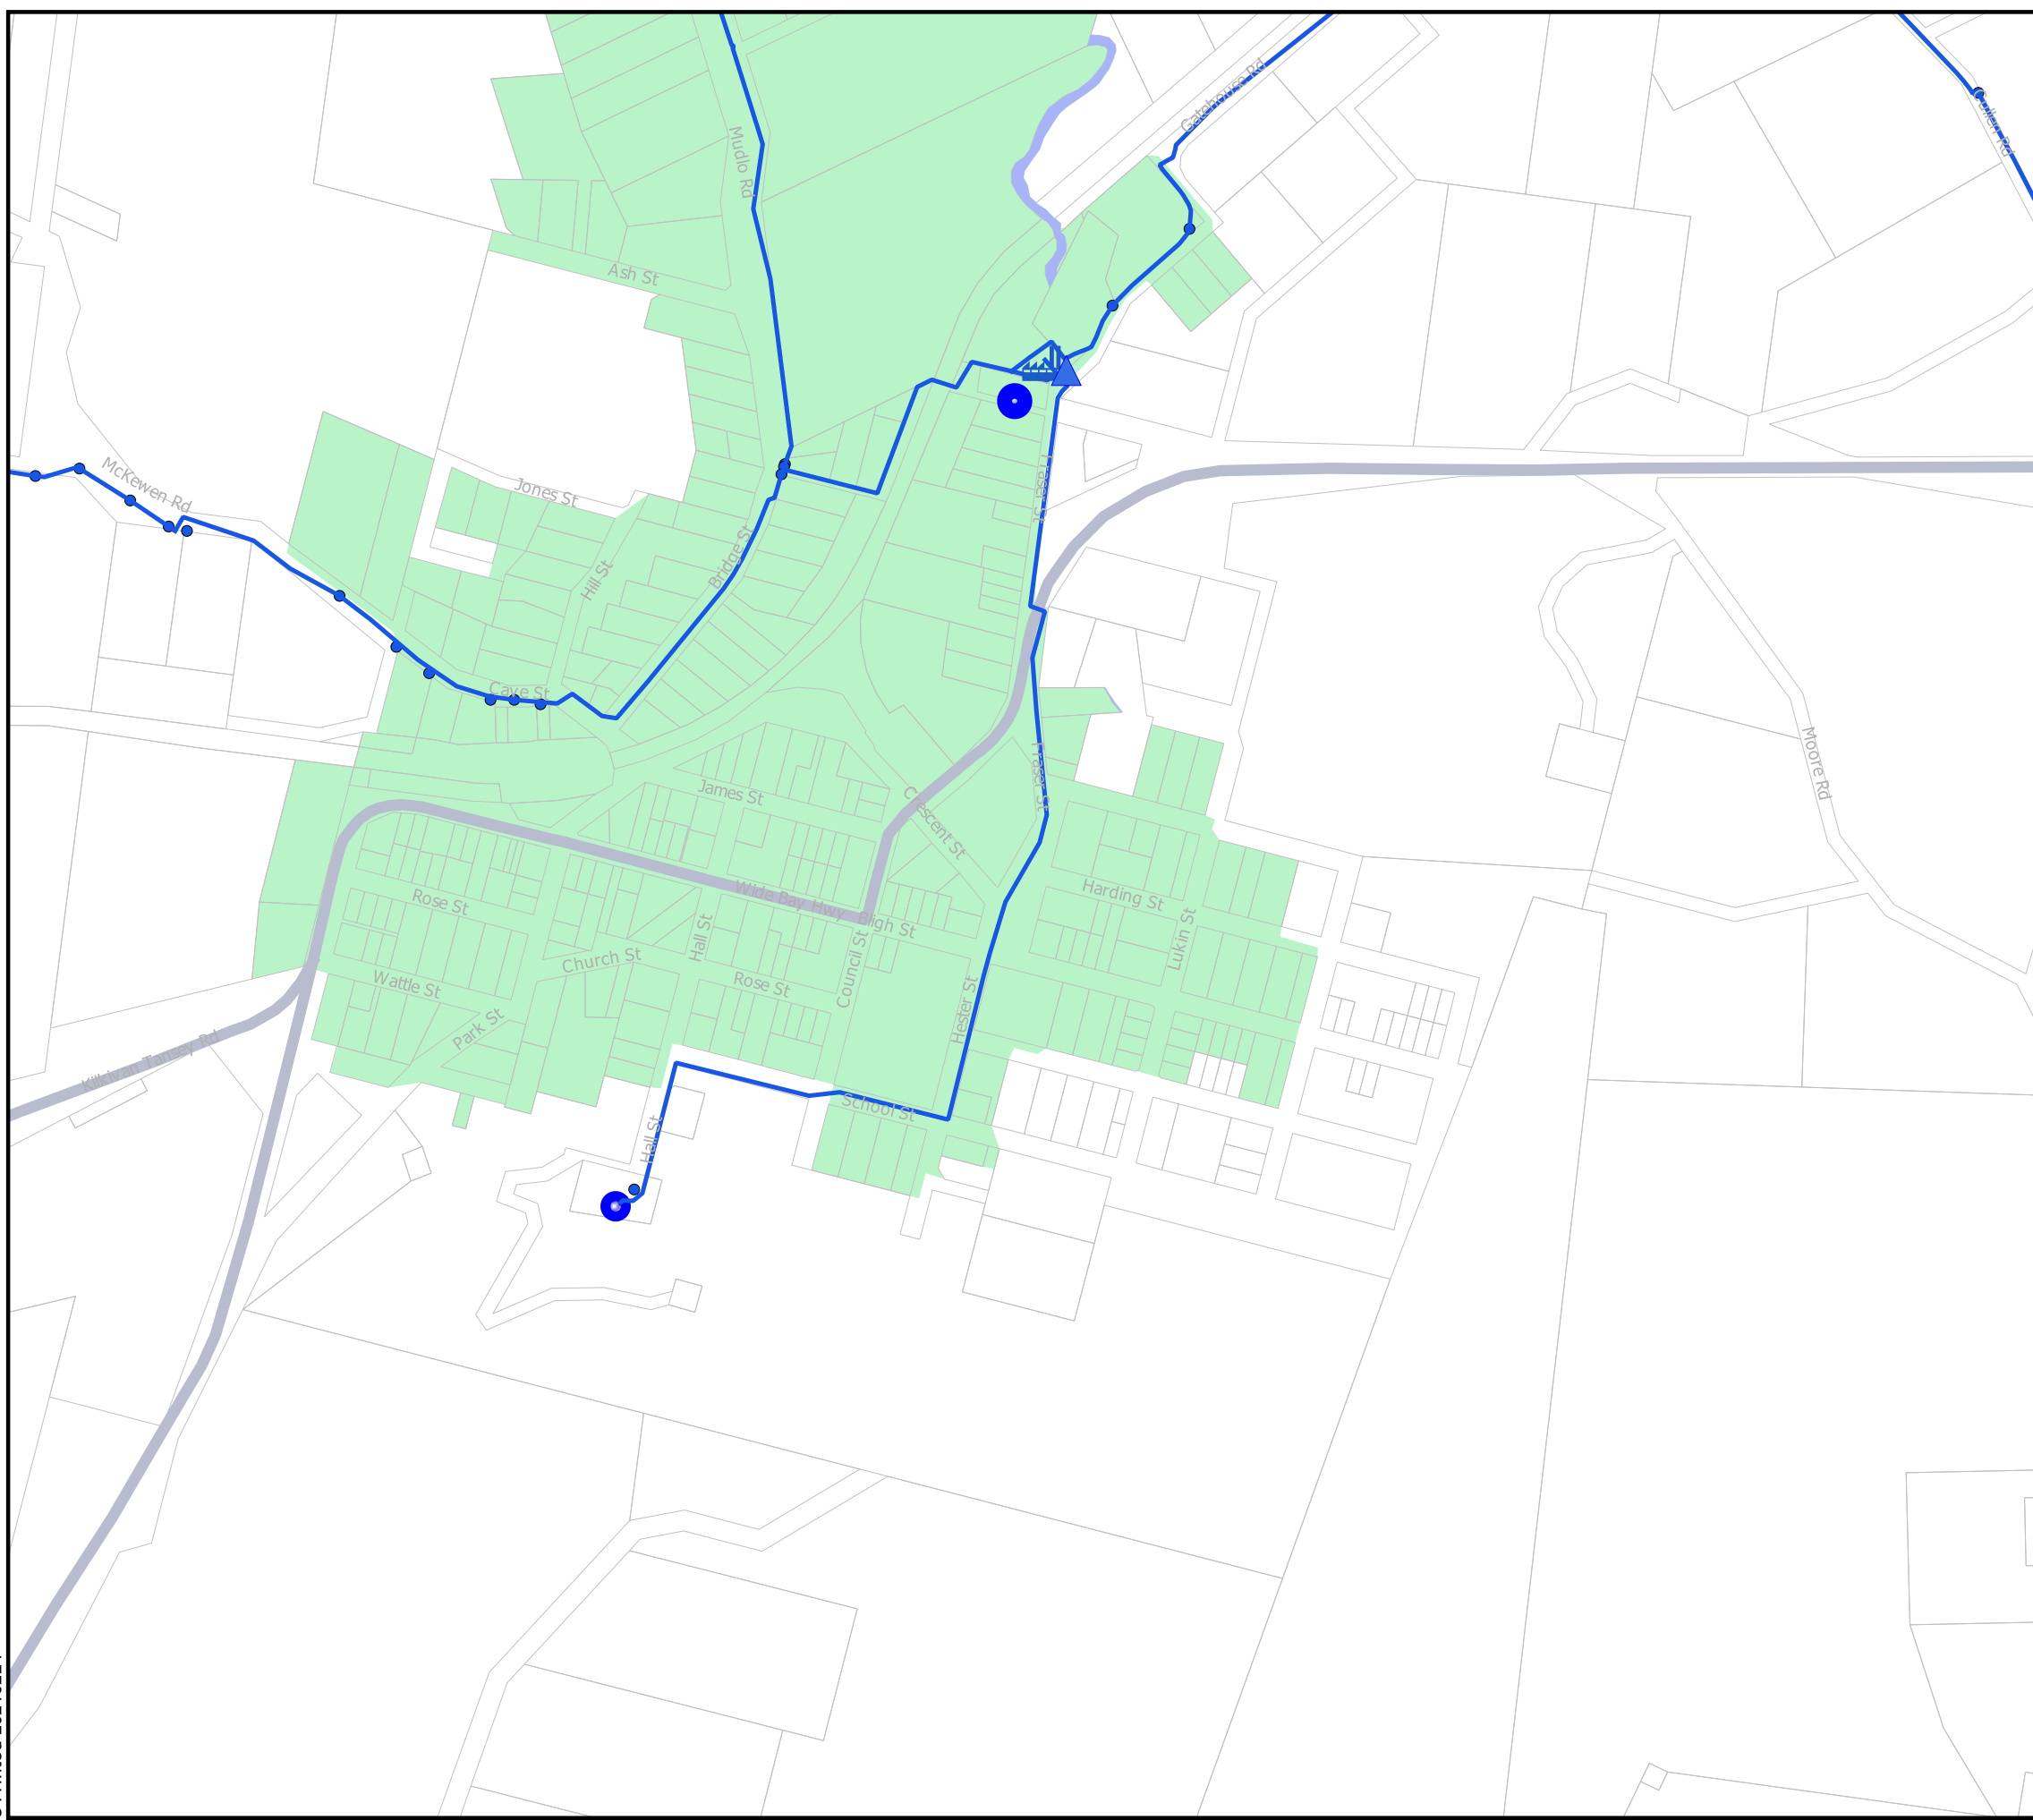 Gatehouse Rd
Cullen Rd
Mudlo Rd
Ash St
McKewen Rd
Jones St
Fraser St
Bridge St
Hill St
Cave St
Moore Rd
Fraser St
James St
Crescent St
Harding St
Wide Bay Hwy
Bligh St
Rose St
Hall St
Lukin St
Church St
Council St
Wattle St
Rose St
Hester St
Park St
Kilkivan Tansey Rd
School St
Hall St